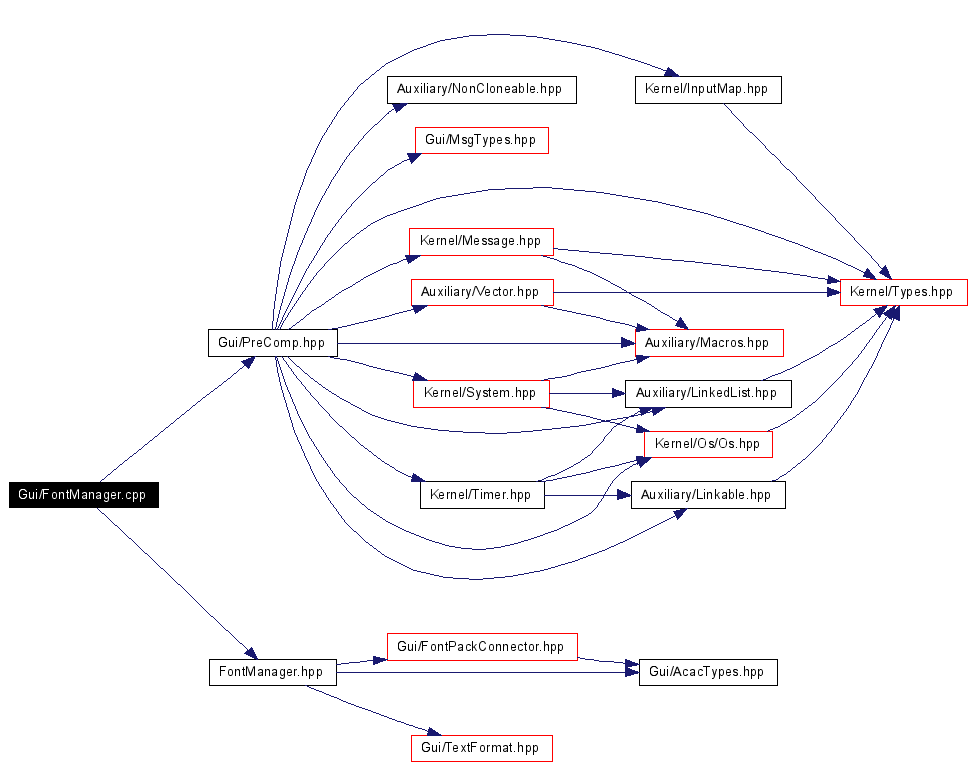 Auxiliary/NonCloneable.hpp
Kernel/InputMap.hpp
Gui/MsgTypes.hpp
Kernel/Message.hpp
Auxiliary/Vector.hpp
Kernel/Types.hpp
Gui/PreComp.hpp
Auxiliary/Macros.hpp
Kernel/System.hpp
Auxiliary/LinkedList.hpp
Kernel/Os/Os.hpp
Gui/FontManager.cpp
Kernel/Timer.hpp
Auxiliary/Linkable.hpp
Gui/FontPackConnector.hpp
FontManager.hpp
Gui/AcacTypes.hpp
Gui/TextFormat.hpp